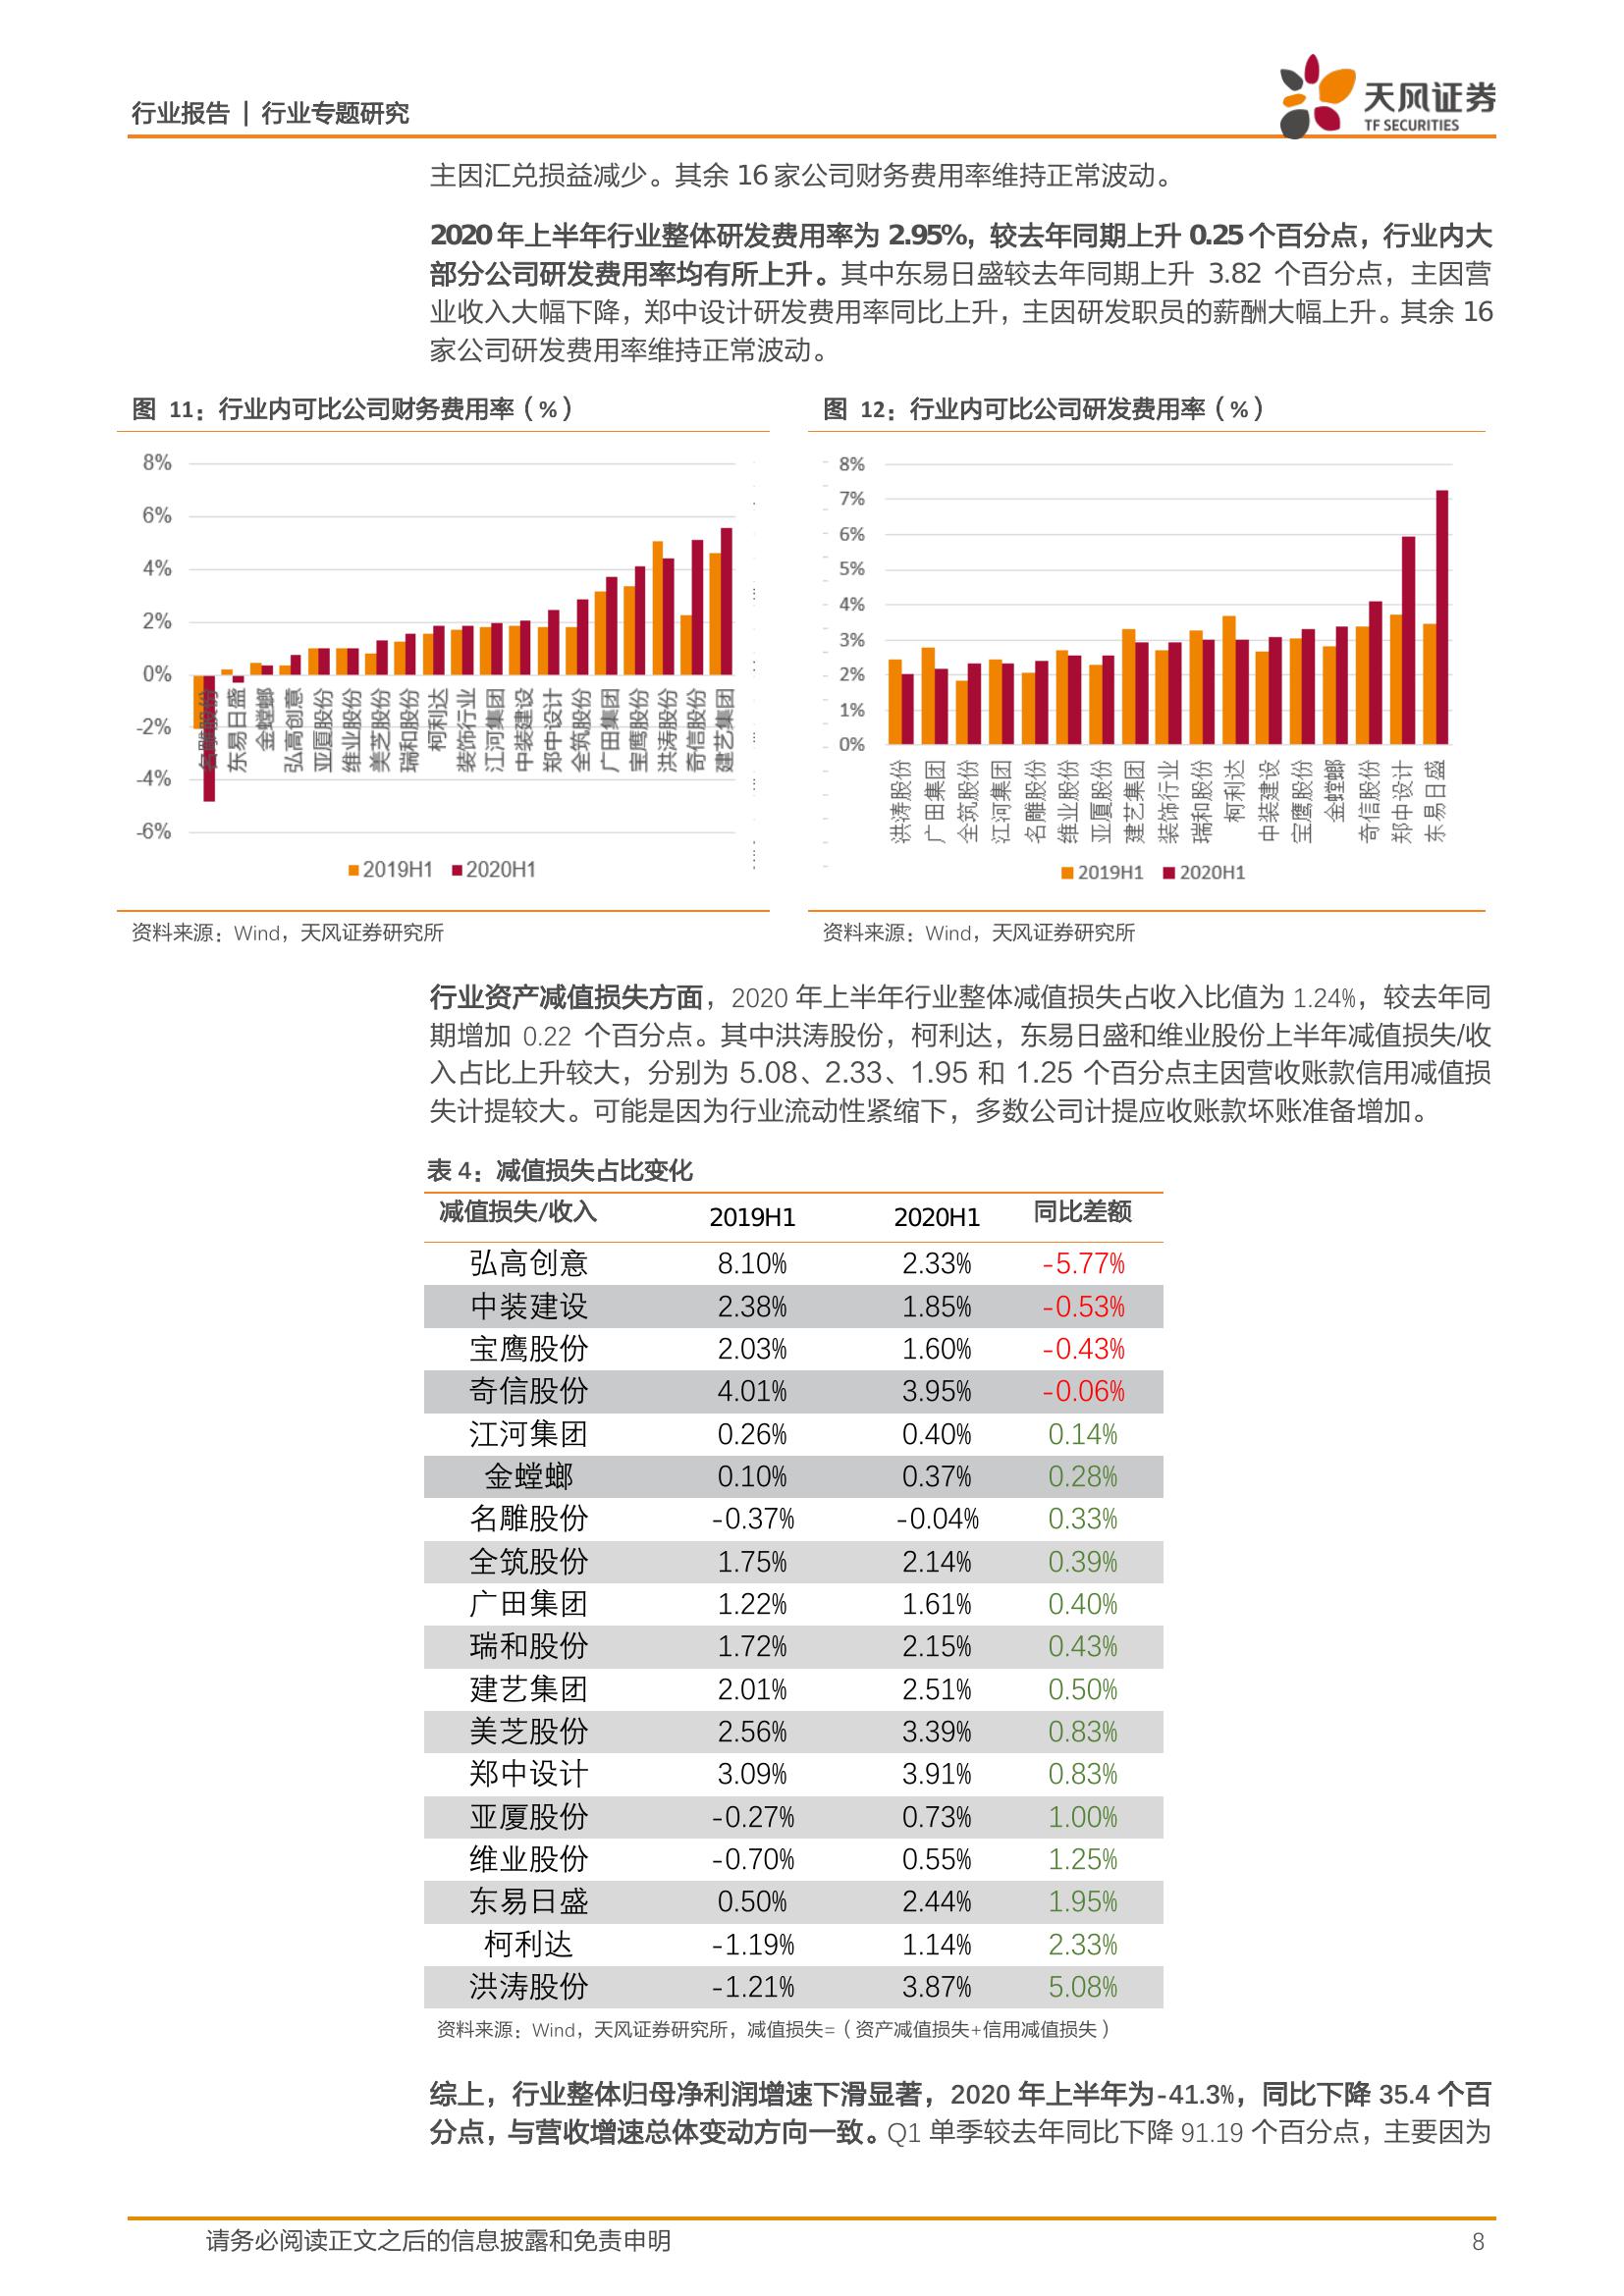 行业报告 | 行业专题研究
天风证券
TF SECURITIES
主因汇兑损益减少。其余 16 家公司财务费用率维持正常波动。
2020 年上半年行业整体研发费用率为 2.95%，较去年同期上升 0.25 个百分点，行业内大
部分公司研发费用率均有所上升。其中东易日盛较去年同期上升 3.82 个百分点，主因营
业收入大幅下降，郑中设计研发费用率同比上升，主因研发职员的薪酬大幅上升。其余 16
家公司研发费用率维持正常波动。
图 11：行业内可比公司财务费用率（%）
8%
6%
4%
2%
0%
-2%
-4%
-6%
名雕股份
东易日盛
金螳螂
弘高创意
亚厦股份
维业股份
美芝股份
瑞和股份
柯利达
装饰行业
江河集团
中装建设
郑中设计
全筑股份
广田集团
宝鹰股份
洪涛股份
奇信股份
建艺集团
2019H1 2020H1
资料来源：Wind，天风证券研究所
图 12：行业内可比公司研发费用率（%）
8%
7%
6%
5%
4%
3%
2%
1%
0%
洪涛股份
广田集团
全筑股份
江河集团
名雕股份
维业股份
亚厦股份
建艺集团
装饰行业
瑞和股份
柯利达
中装建设
宝鹰股份
金螳螂
奇信股份
郑中设计
东易日盛
2019H1 2020H1
资料来源：Wind，天风证券研究所
行业资产减值损失方面，2020 年上半年行业整体减值损失占收入比值为 1.24%，较去年同
期增加 0.22 个百分点。其中洪涛股份，柯利达，东易日盛和维业股份上半年减值损失/收
入占比上升较大，分别为 5.08、2.33、1.95 和 1.25 个百分点主因营收账款信用减值损
失计提较大。可能是因为行业流动性紧缩下，多数公司计提应收账款坏账准备增加。
表 4：减值损失占比变化
减值损失/收入 2019H1 2020H1 同比差额
弘高创意 8.10% 2.33% -5.77%
中装建设 2.38% 1.85% -0.53%
宝鹰股份 2.03% 1.60% -0.43%
奇信股份 4.01% 3.95% -0.06%
江河集团 0.26% 0.40% 0.14%
金螳螂 0.10% 0.37% 0.28%
名雕股份 -0.37% -0.04% 0.33%
全筑股份 1.75% 2.14% 0.39%
广田集团 1.22% 1.61% 0.40%
瑞和股份 1.72% 2.15% 0.43%
建艺集团 2.01% 2.51% 0.50%
美芝股份 2.56% 3.39% 0.83%
郑中设计 3.09% 3.91% 0.83%
亚厦股份 -0.27% 0.73% 1.00%
维业股份 -0.70% 0.55% 1.25%
东易日盛 0.50% 2.44% 1.95%
柯利达 -1.19% 1.14% 2.33%
洪涛股份 -1.21% 3.87% 5.08%
资料来源：Wind，天风证券研究所，减值损失=（资产减值损失+信用减值损失）
综上，行业整体归母净利润增速下滑显著，2020 年上半年为-41.3%，同比下降 35.4 个百
分点，与营收增速总体变动方向一致。Q1 单季较去年同比下降 91.19 个百分点，主要因为
请务必阅读正文之后的信息披露和免责申明
8